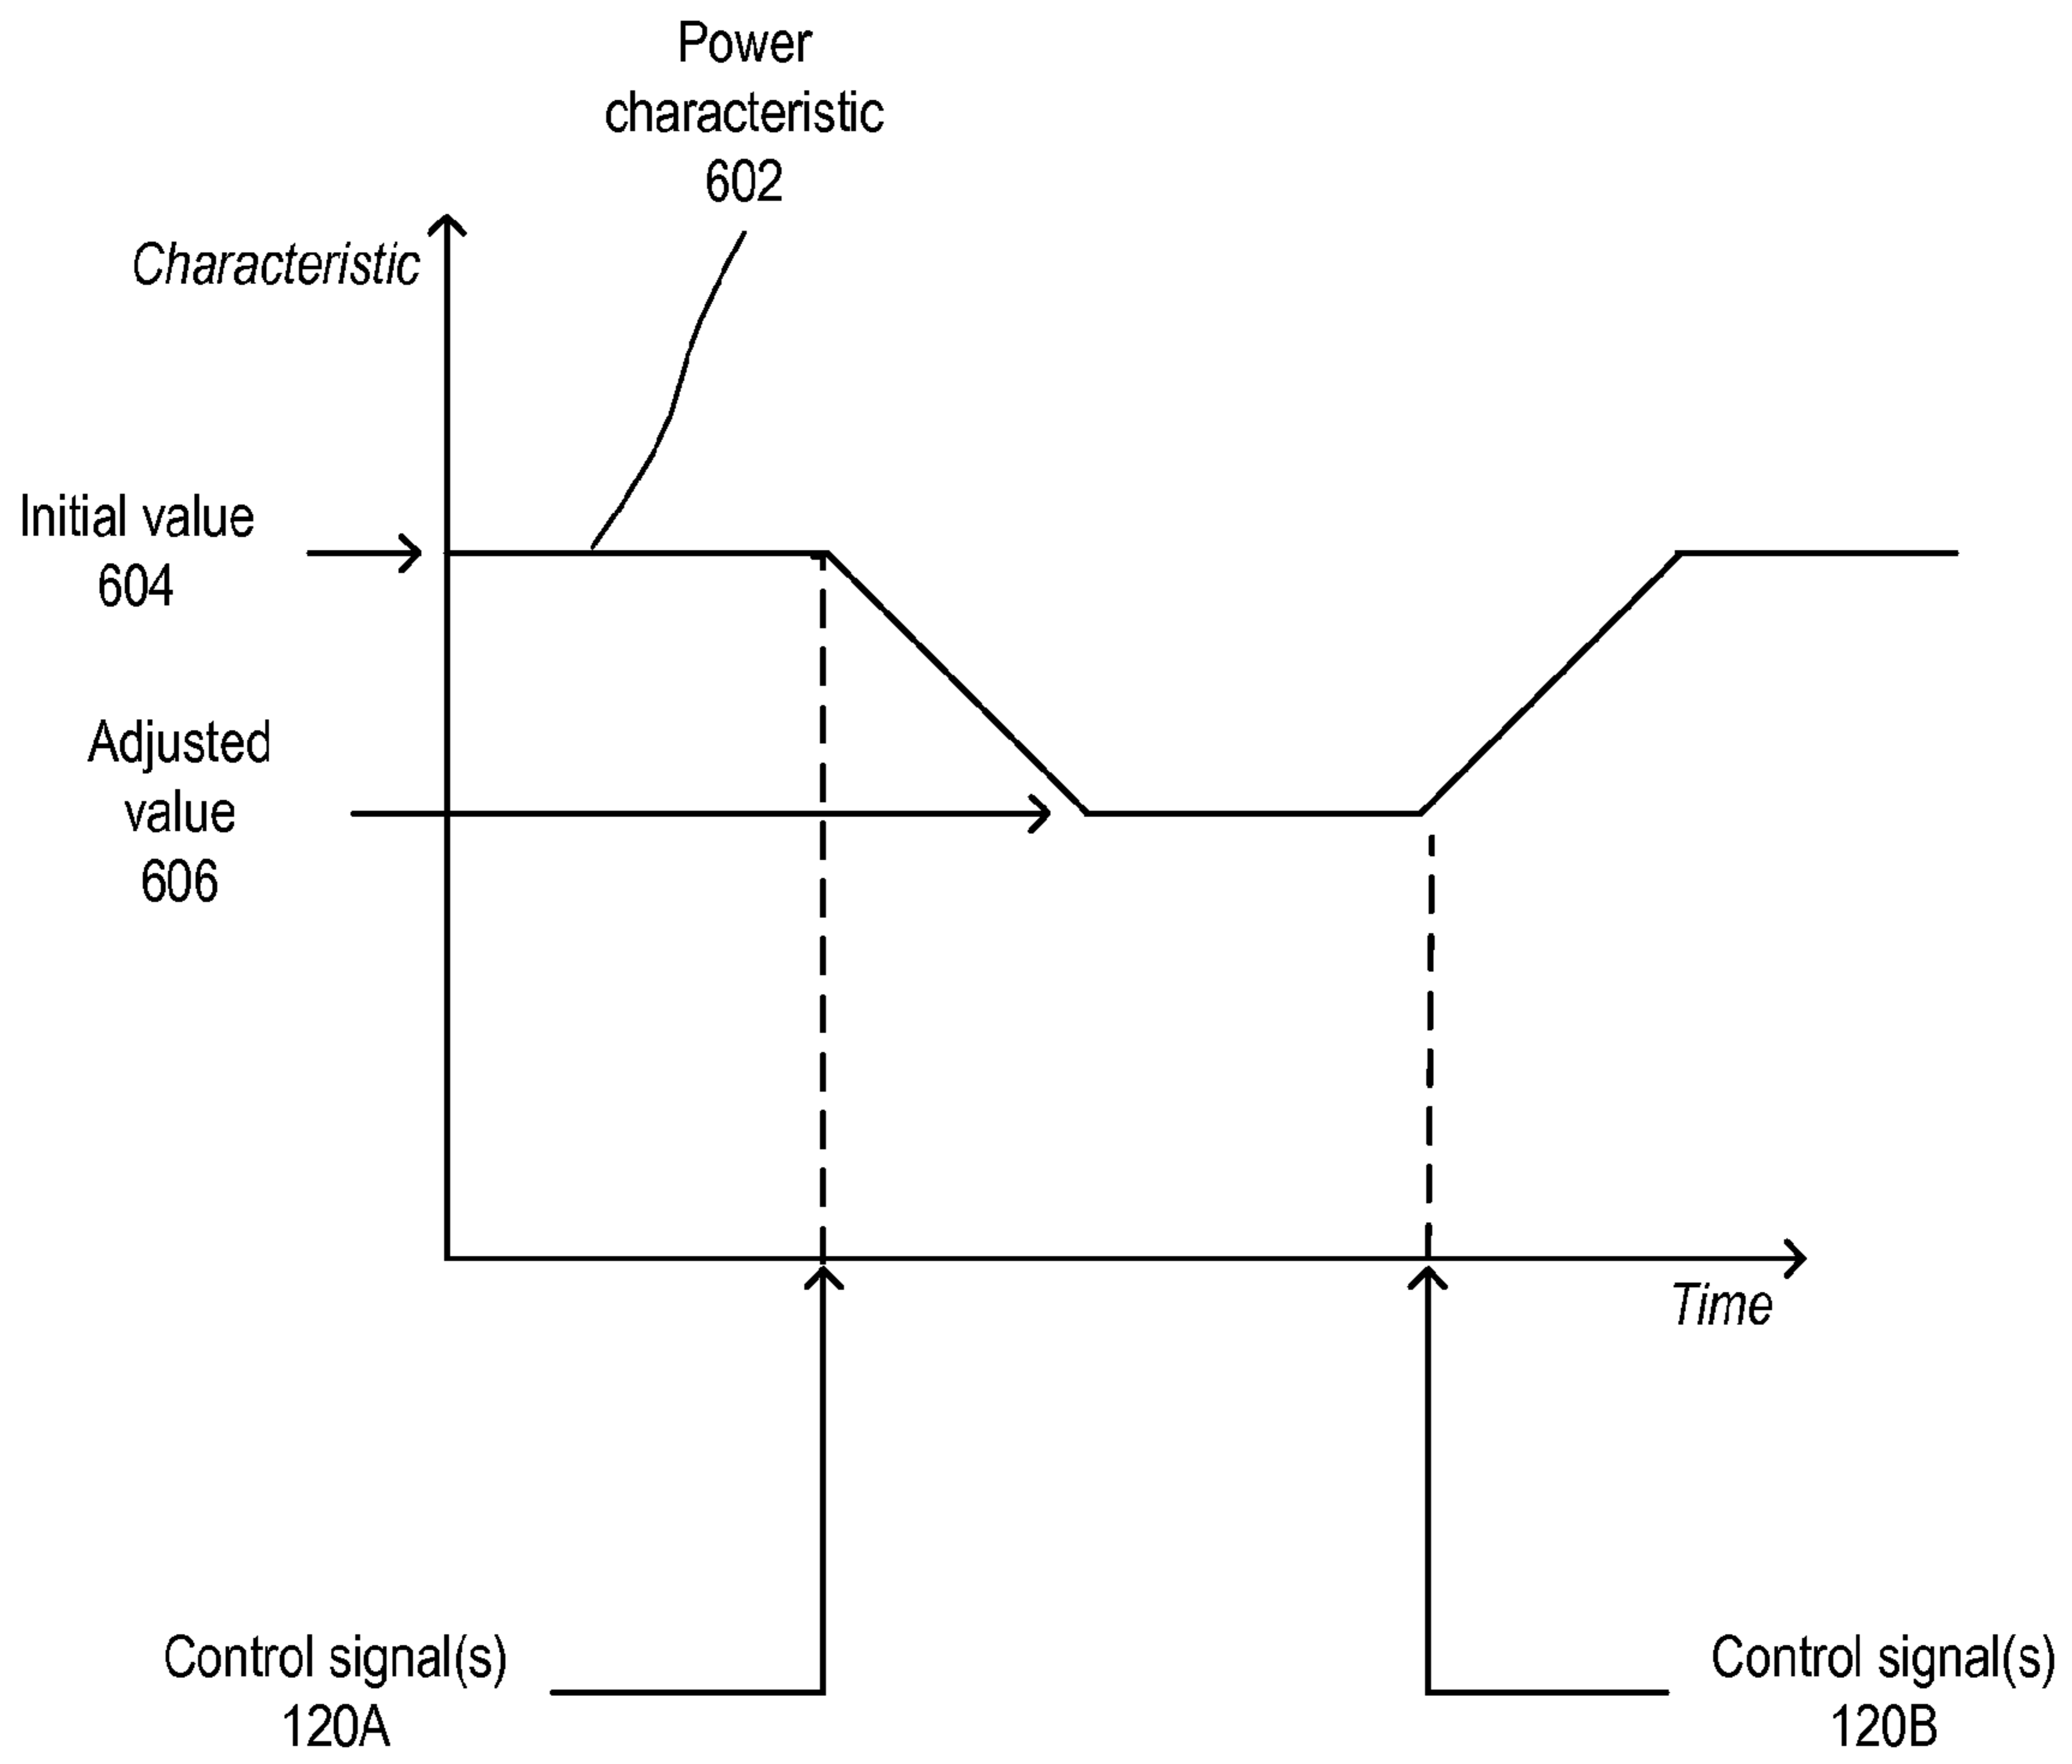 Power
characteristic
602
Characteristic
Initial value
604
Adjusted
value
606
Time
Control signal(s)
120A
Control signal(s)
120B